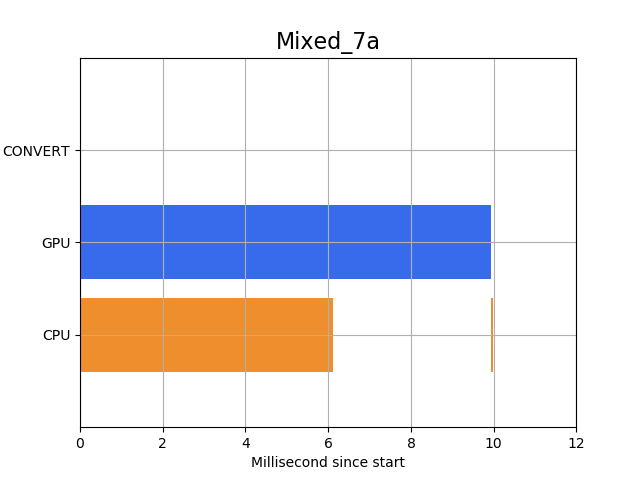 Mixed_7a
CONVERT
GPU
CPU
0 2 4 6 8 10 12
Millisecond since start